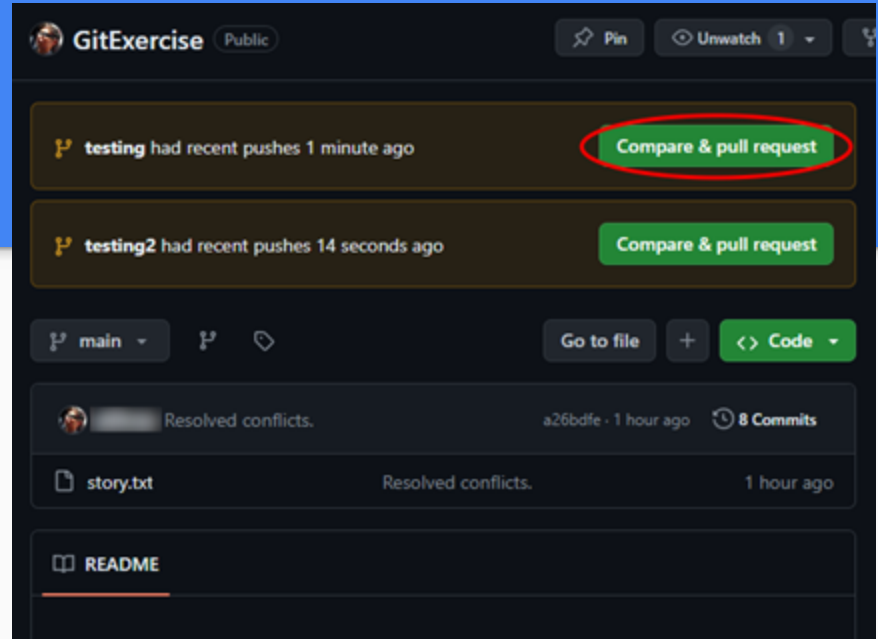 GitExercise Public Pin Unwatch 1
testing had recent pushes 1 minute ago Compare & pull request
testing2 had recent pushes 14 seconds ago Compare & pull request
main Go to file + <> Code
Resolved conflicts. a26bdfe · 1 hour ago 8 Commits
story.txt Resolved conflicts. 1 hour ago
README